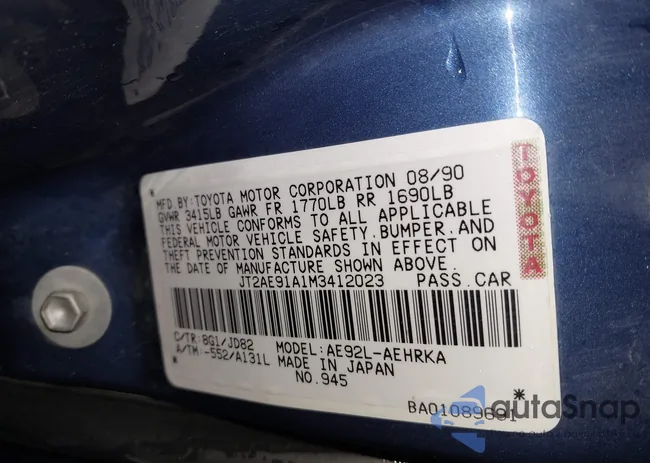 MFD BY:TOYOTA MOTOR CORPORATION 08/90
GVWR 3415LB GAWR FR 1770LB RR 1690LB
THIS VEHICLE CONFORMS TO ALL APPLICABLE
FEDERAL MOTOR VEHICLE SAFETY,BUMPER,AND
THEFT PREVENTION STANDARDS IN EFFECT ON
THE DATE OF MANUFACTURE SHOWN ABOVE.
JT2AE91A1M3412023 PASS.CAR
C/TR:8G1/JD82 MODEL:AE92L-AEHRKA
A/TM:-552/A131L MADE IN JAPAN
NO.945
TOYOTA
autoSnap